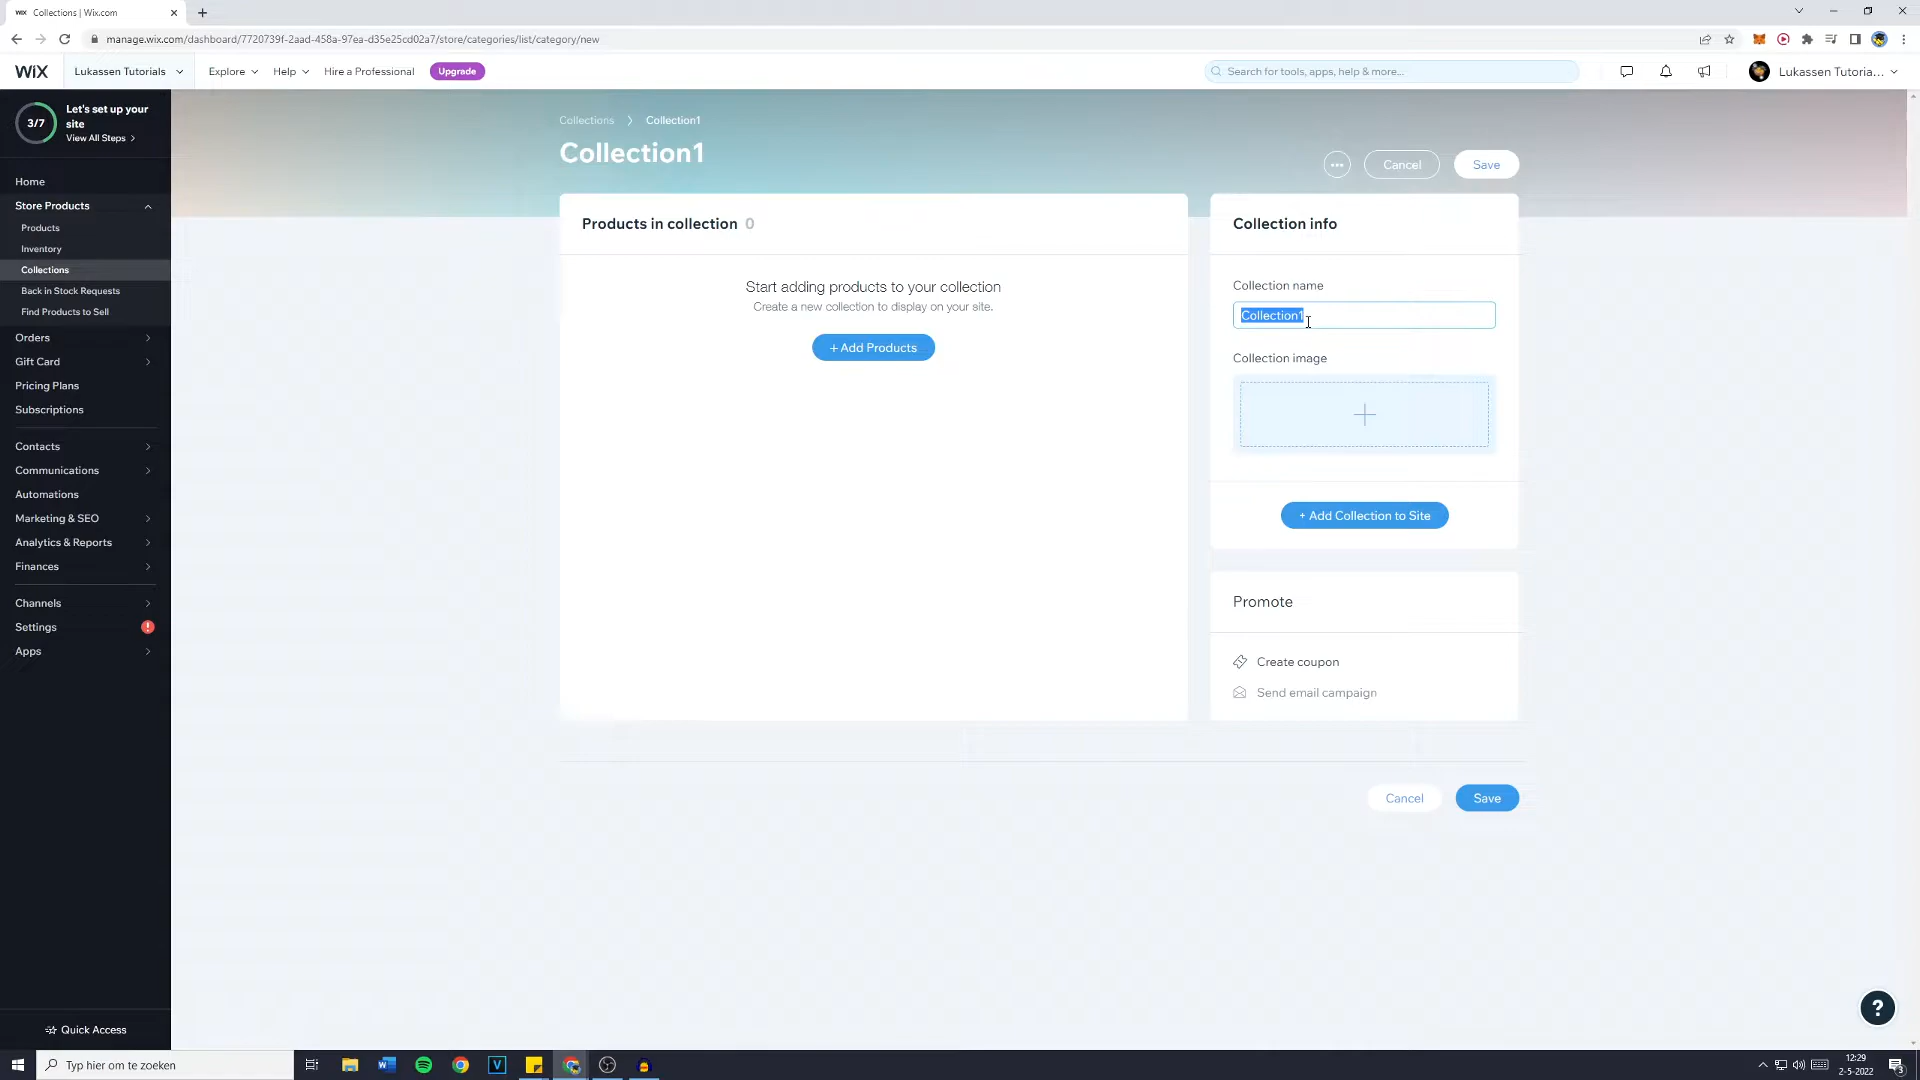 WiX Collections | Wix.com
manage.wix.com/dashboard/7720739f-2aad-458a-97ea-d35e25cd02a7/store/categories/list/category/new
WiX Lukassen Tutorials Explore Help Hire a Professional Upgrade Search for tools, apps, help & more... Lukassen Tutoria...
3/7
Let's set up your
site
View All Steps
Home
Store Products
Products
Inventory
Collections
Back in Stock Requests
Find Products to Sell
Orders
Gift Card
Pricing Plans
Subscriptions
Contacts
Communications
Automations
Marketing & SEO
Analytics & Reports
Finances
Channels
Settings !
Apps
Quick Access
Collections > Collection1
Collection1
... Cancel Save
Products in collection 0
Start adding products to your collection
Create a new collection to display on your site.
+ Add Products
Collection info
Collection name
Collection1
Collection image
+ Add Collection to Site
Promote
Create coupon
Send email campaign
Cancel Save
?
Typ hier om te zoeken
12:29
2-5-2022
3